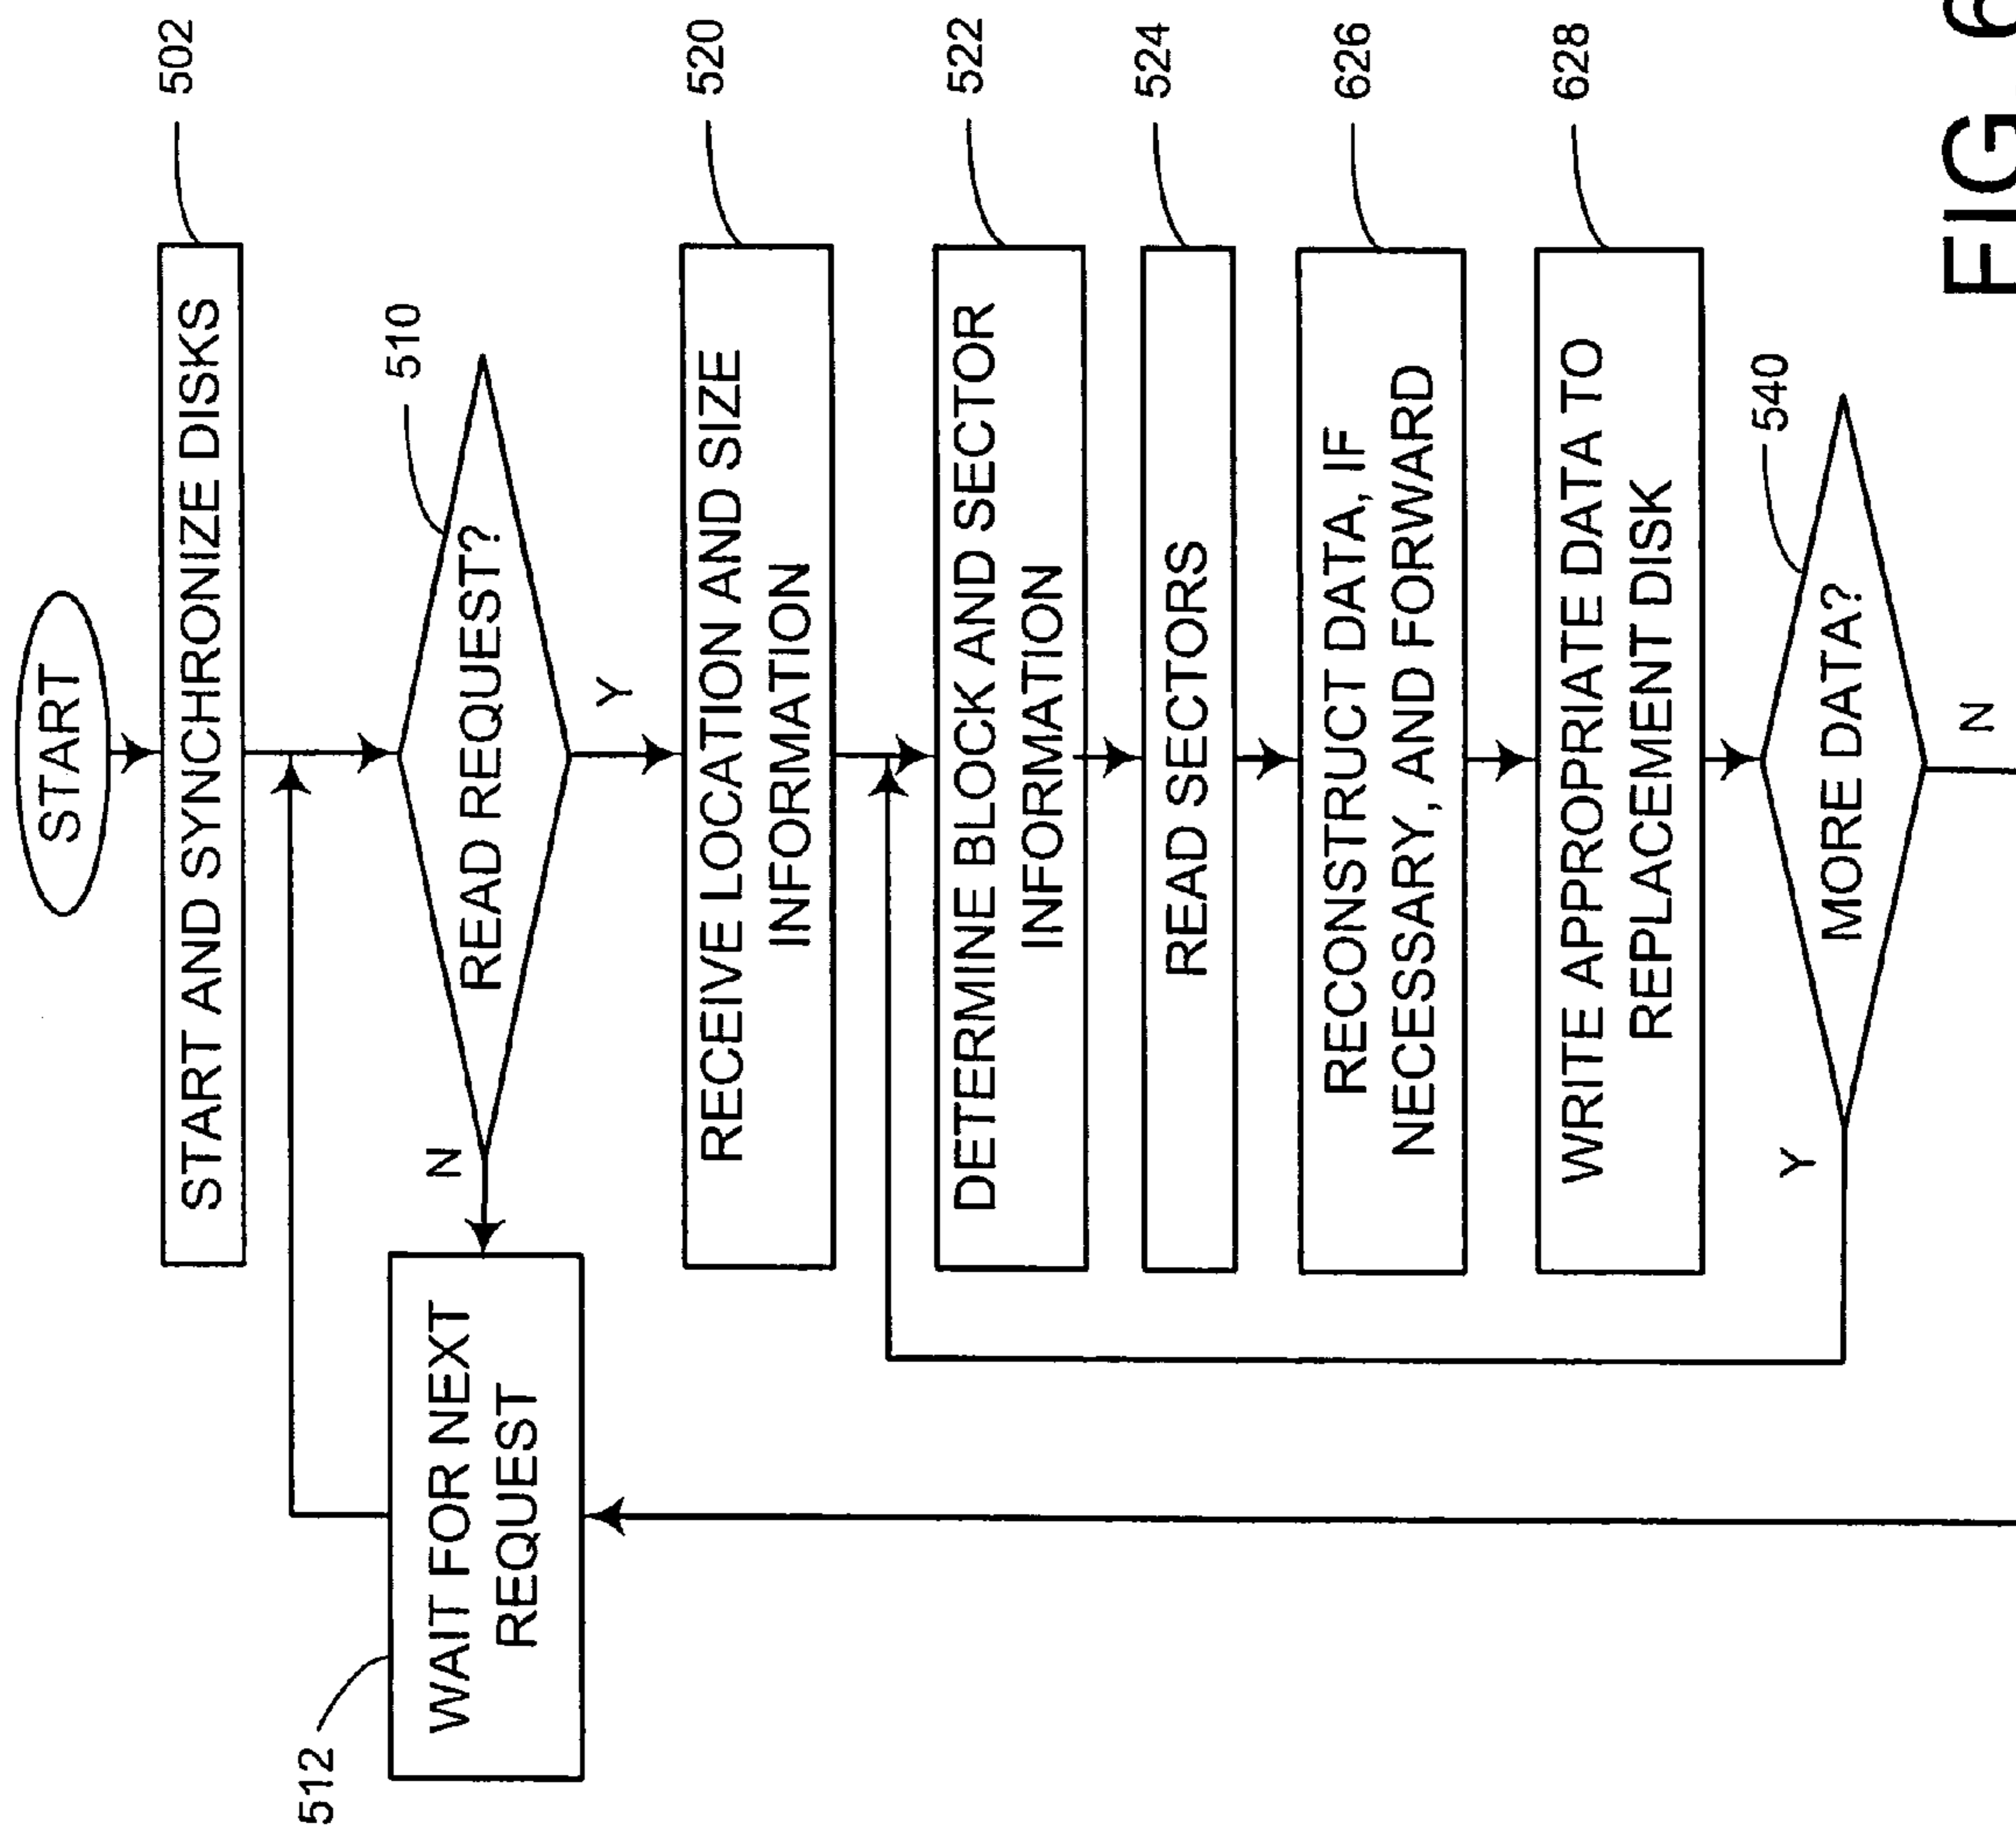 START
START AND SYNCHRONIZE DISKS
502
READ REQUEST?
510
N
Y
WAIT FOR NEXT
REQUEST
512
RECEIVE LOCATION AND SIZE
INFORMATION
520
DETERMINE BLOCK AND SECTOR
INFORMATION
522
READ SECTORS
524
RECONSTRUCT DATA, IF
NECESSARY, AND FORWARD
626
WRITE APPROPRIATE DATA TO
REPLACEMENT DISK
628
MORE DATA?
540
Y
N
FIG. 6